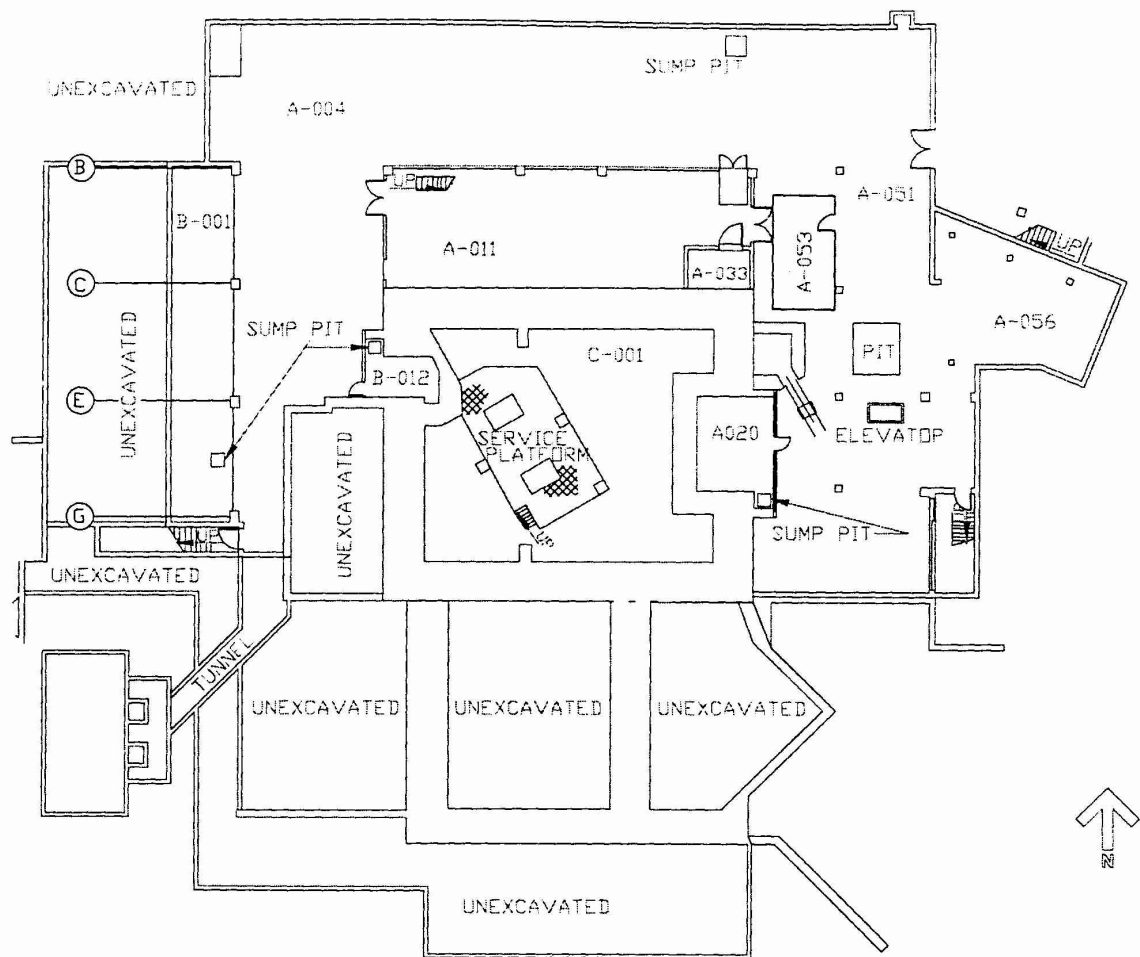 SUMP PIT
UNEXCAVATED
A-004
B
UP
A-051
B-001
UP
A-011
A-033
A-053
C
A-056
SUMP PIT
C-001
PIT
B-012
UNEXCAVATED
E
A020
ELEVATOP
SERVICE
PLATFORM
UNEXCAVATED
G
UP
UP
SUMP PIT
UNEXCAVATED
TUNNEL
UNEXCAVATED
UNEXCAVATED
UNEXCAVATED
N
UNEXCAVATED